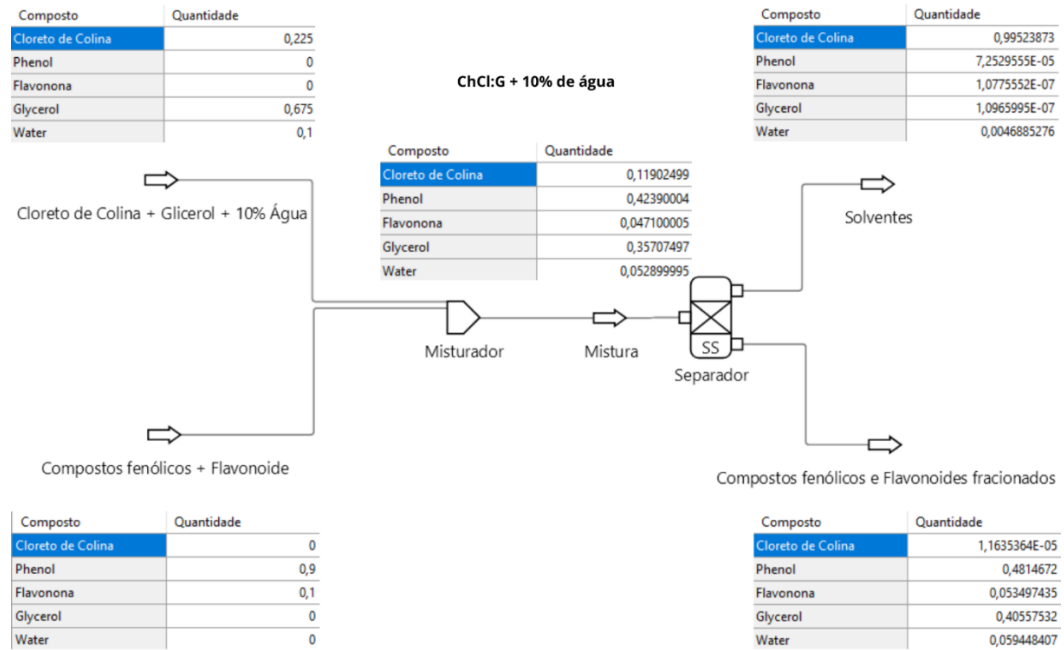 Composto Quantidade
Cloreto de Colina 0,225
Phenol 0
Flavonona 0
Glycerol 0,675
Water 0,1
Composto Quantidade
Cloreto de Colina 0,99523873
Phenol 7,2529555E-05
Flavonona 1,0775552E-07
Glycerol 1,0965995E-07
Water 0,0046885276
ChCl:G + 10% de água
Composto Quantidade
Cloreto de Colina 0,11902499
Phenol 0,42390004
Flavonona 0,047100005
Glycerol 0,35707497
Water 0,052899995
Cloreto de Colina + Glicerol + 10% Água
Solventes
Misturador
Mistura
SS
Separador
Compostos fenólicos + Flavonoide
Compostos fenólicos e Flavonoides fracionados
Composto Quantidade
Cloreto de Colina 0
Phenol 0,9
Flavonona 0,1
Glycerol 0
Water 0
Composto Quantidade
Cloreto de Colina 1,1635364E-05
Phenol 0,4814672
Flavonona 0,053497435
Glycerol 0,40557532
Water 0,059448407